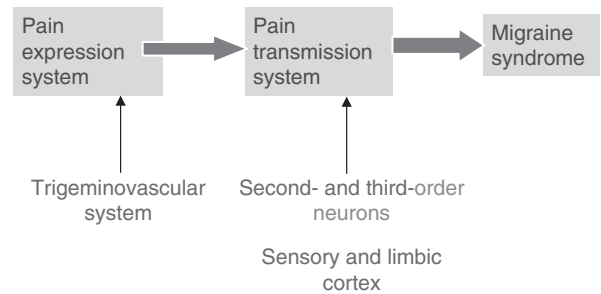 Pain
expression
system
Pain
transmission
system
Migraine
syndrome
Trigeminovascular
system
Second- and third-order
neurons
Sensory and limbic
cortex